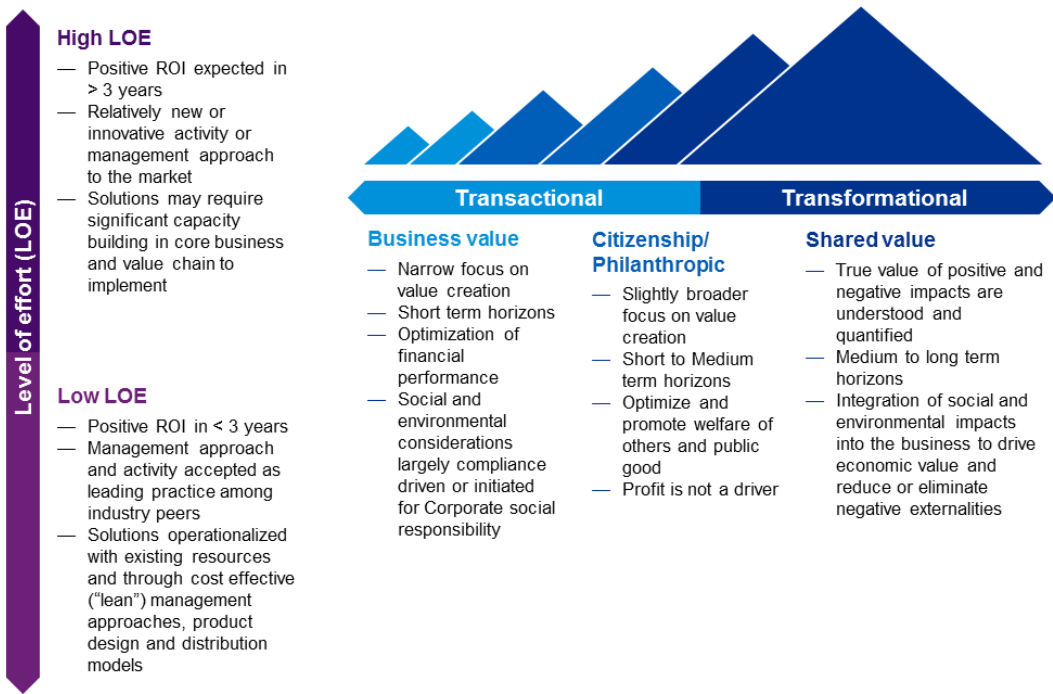 Level of effort (LOE)
High LOE
— Positive ROI expected in
> 3 years
— Relatively new or
innovative activity or
management approach
to the market
— Solutions may require
significant capacity
building in core business
and value chain to
implement
Low LOE
— Positive ROI in < 3 years
— Management approach
and activity accepted as
leading practice among
industry peers
— Solutions operationalized
with existing resources
and through cost effective
(“lean”) management
approaches, product
design and distribution
models
Transactional
Transformational
Business value
— Narrow focus on
value creation
— Short term horizons
— Optimization of
financial
performance
— Social and
environmental
considerations
largely compliance
driven or initiated
for Corporate social
responsibility
Citizenship/
Philanthropic
— Slightly broader
focus on value
creation
— Short to Medium
term horizons
— Optimize and
promote welfare of
others and public
good
— Profit is not a driver
Shared value
— True value of positive and
negative impacts are
understood and
quantified
— Medium to long term
horizons
— Integration of social and
environmental impacts
into the business to drive
economic value and
reduce or eliminate
negative externalities